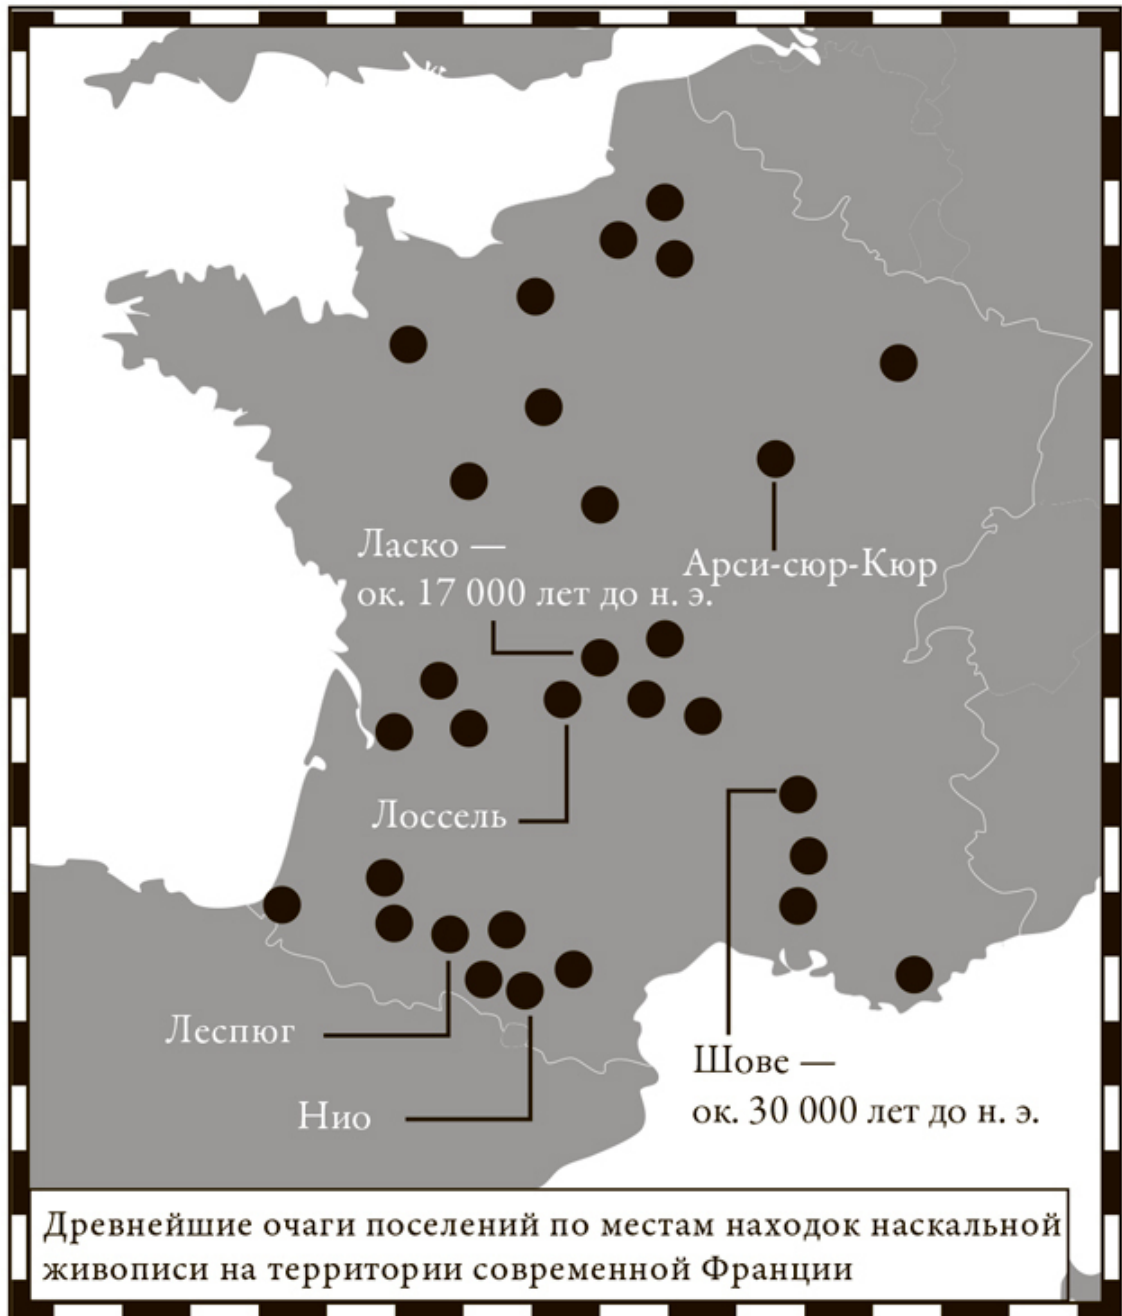 Ласко —
ок. 17 000 лет до н. э.
Арси-сюр-Кюр
Лоссель
Леспюг
Нио
Шове —
ок. 30 000 лет до н. э.
Древнейшие очаги поселений по местам находок наскальной
живописи на территории современной Франции